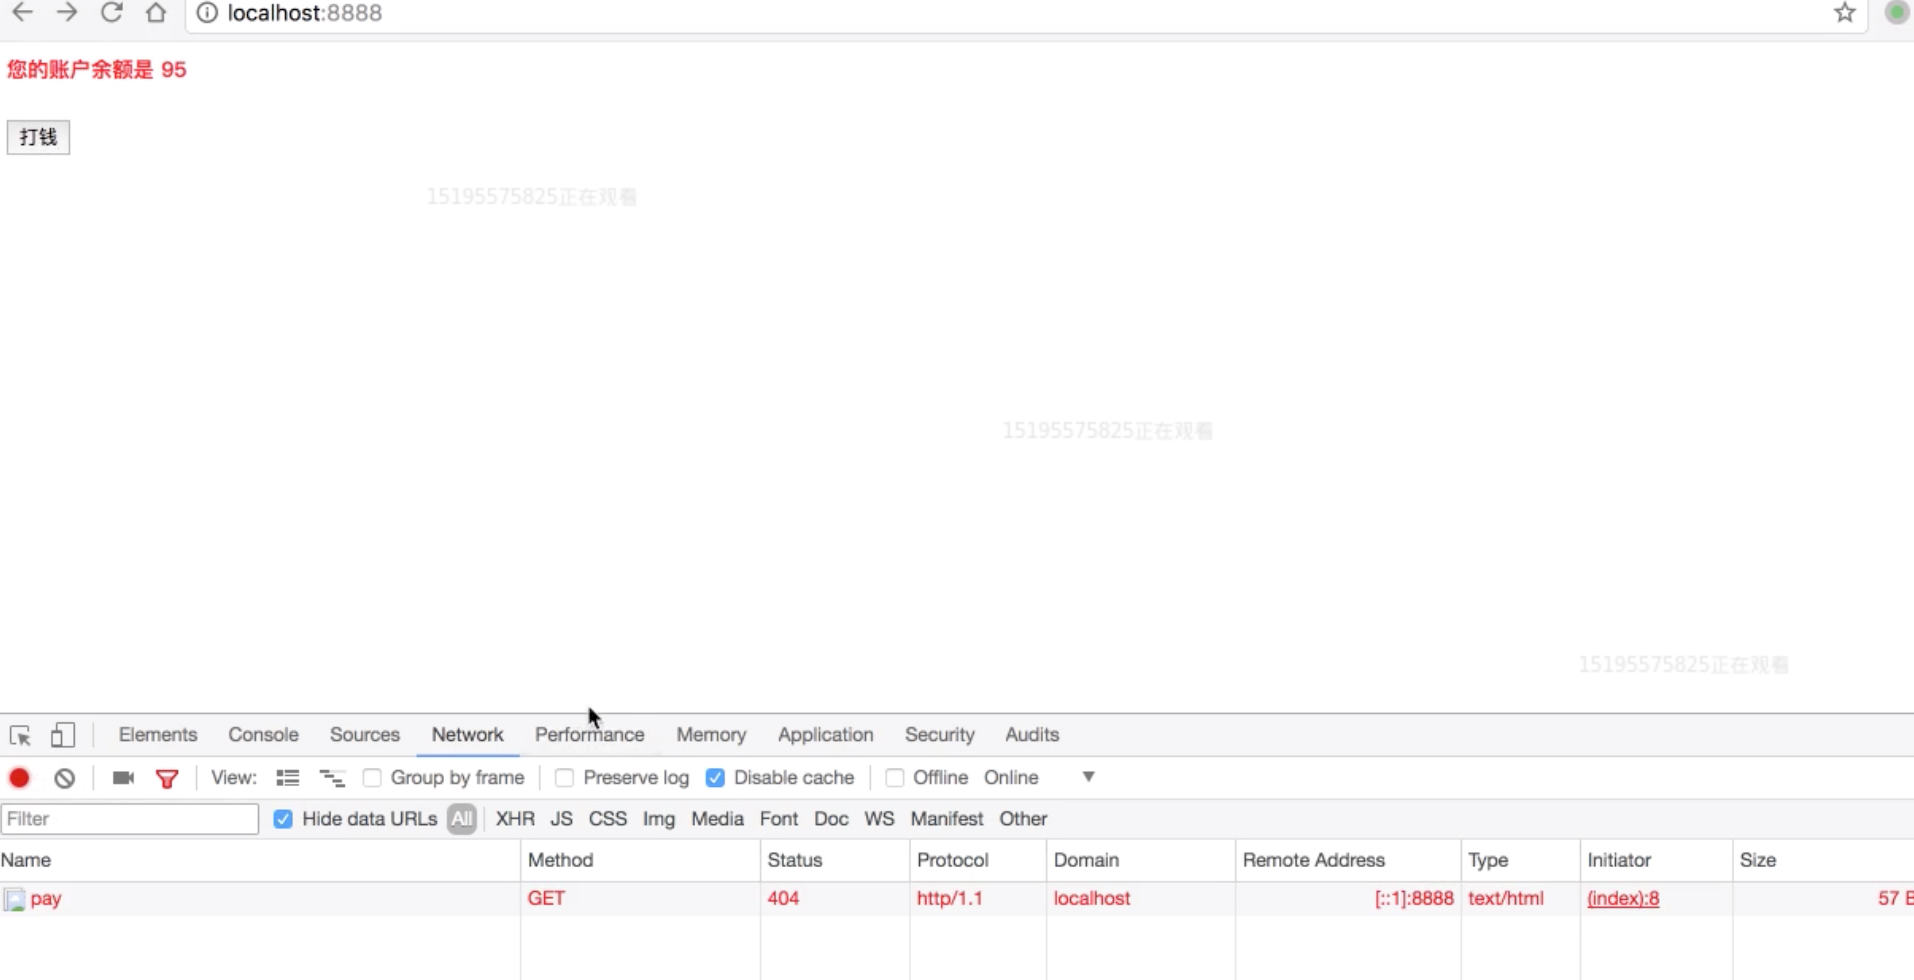 localhost:8888
您的账户余额是 95
打钱
15195575825正在观看
15195575825正在观看
15195575825正在观看
Elements Console Sources Network Performance Memory Application Security Audits
View: Group by frame Preserve log Disable cache Offline Online
Filter Hide data URLs All XHR JS CSS Img Media Font Doc WS Manifest Other
Name Method Status Protocol Domain Remote Address Type Initiator Size
pay GET 404 http/1.1 localhost [::1]:8888 text/html (index):8 57 B